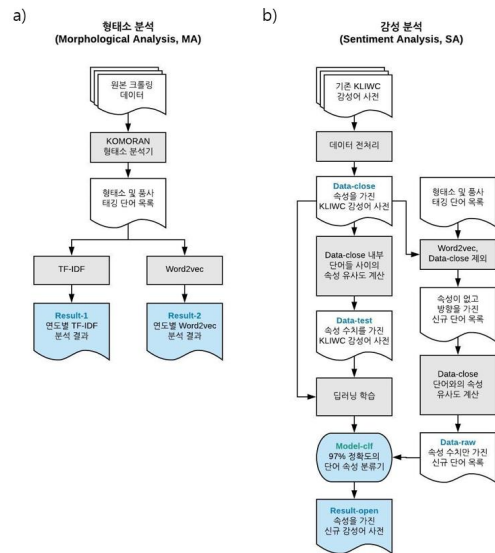 a)
형태소 분석
(Morphological Analysis, MA)
원본 크롤링
데이터
KOMORAN
형태소 분석기
형태소 및 품사
태깅 단어 목록
TF-IDF
Word2vec
Result-1
연도별 TF-IDF
분석 결과
Result-2
연도별 Word2vec
분석 결과
b)
감성 분석
(Sentiment Analysis, SA)
기존 KLIWC
감성어 사전
데이터 전처리
Data-close
속성을 가진
KLIWC 감성어 사전
형태소 및 품사
태깅 단어 목록
Data-close 내부
단어들 사이의
속성 유사도 계산
Word2vec,
Data-close 제외
Data-test
속성 수치를 가진
KLIWC 감성어 사전
속성이 없고
방향을 가진
신규 단어 목록
딥러닝 학습
Data-close
단어와의 속성
유사도 계산
Model-clf
97% 정확도의
단어 속성 분류기
Data-raw
속성 수치만 가진
신규 단어 목록
Result-open
속성을 가진
신규 감성어 사전